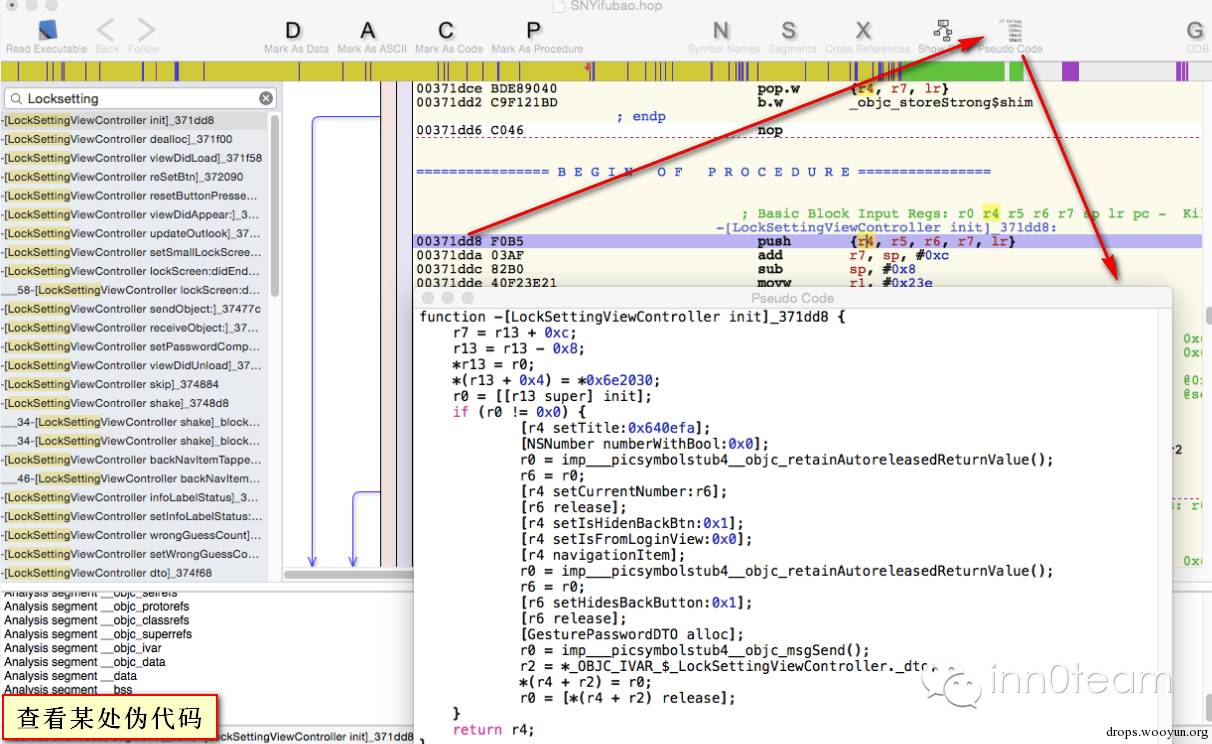 SNYifubao.hop
D A C P N S X G
Read Executable Back Follow Mark As Data Mark As ASCII Mark As Code Mark As Procedure Symbol Names Segments Cross References Pseudo Code GDB
Locksetting
-[LockSettingViewController init]_371dd8
-[LockSettingViewController dealloc]_371f00
-[LockSettingViewController viewDidLoad]_371f58
-[LockSettingViewController reSetBtn]_372090
-[LockSettingViewController resetButtonPresse...
-[LockSettingViewController viewDidAppear:]_3...
-[LockSettingViewController updateOutlook]_37...
-[LockSettingViewController setSmallLockScree...
-[LockSettingViewController lockScreen:didEnd...
___58-[LockSettingViewController lockScreen:d...
-[LockSettingViewController sendObject:]_37477c
-[LockSettingViewController receiveObject:]_37...
-[LockSettingViewController setPasswordComp...
-[LockSettingViewController viewDidUnload]_37...
-[LockSettingViewController skip]_374884
-[LockSettingViewController shake]_3748d8
___34-[LockSettingViewController shake]_block...
___34-[LockSettingViewController shake]_block...
-[LockSettingViewController backNavItemTappe...
___46-[LockSettingViewController backNavItem...
-[LockSettingViewController infoLabelStatus]_3...
-[LockSettingViewController setInfoLabelStatus:...
-[LockSettingViewController wrongGuessCount]...
-[LockSettingViewController setWrongGuessCo...
-[LockSettingViewController dto]_374f68
00371dce BDE89040 pop.w {r4, r7, lr}
00371dd2 C9F121BD b.w _objc_storeStrong$shim
; endp
00371dd6 C046 nop
================ B E G I N   O F   P R O C E D U R E ================
; Basic Block Input Regs: r0 r4 r5 r6 r7 sp lr pc - Kil
-[LockSettingViewController init]_371dd8:
00371dd8 F0B5 push {r4, r5, r6, r7, lr}
00371dda 03AF add r7, sp, #0xc
00371ddc 82B0 sub sp, #0x8
00371dde 40F23E21 movw r1, #0x23e
Pseudo Code
function -[LockSettingViewController init]_371dd8 {
r7 = r13 + 0xc;
r13 = r13 - 0x8;
*r13 = r0;
*(r13 + 0x4) = *0x6e2030;
r0 = [[r13 super] init];
if (r0 != 0x0) {
[r4 setTitle:0x640efa];
[NSNumber numberWithBool:0x0];
r0 = imp___picsymbolstub4__objc_retainAutoreleasedReturnValue();
r6 = r0;
[r4 setCurrentNumber:r6];
[r6 release];
[r4 setIsHidenBackBtn:0x1];
[r4 setIsFromLoginView:0x0];
[r4 navigationItem];
r0 = imp___picsymbolstub4__objc_retainAutoreleasedReturnValue();
r6 = r0;
[r6 setHidesBackButton:0x1];
[r6 release];
[GesturePasswordDTO alloc];
r0 = imp___picsymbolstub4__objc_msgSend();
r2 = *_OBJC_IVAR_$_LockSettingViewController._dto;
*(r4 + r2) = r0;
r0 = [*(r4 + r2) release];
}
return r4;
Analysis segment __objc_selrefs
Analysis segment __objc_protorefs
Analysis segment __objc_classrefs
Analysis segment __objc_superrefs
Analysis segment __objc_ivar
Analysis segment __objc_data
Analysis segment __data
Analysis segment __bss
查看某处伪代码
ockSettingViewController init]_371dd8
inn0team
drops.wooyun.org